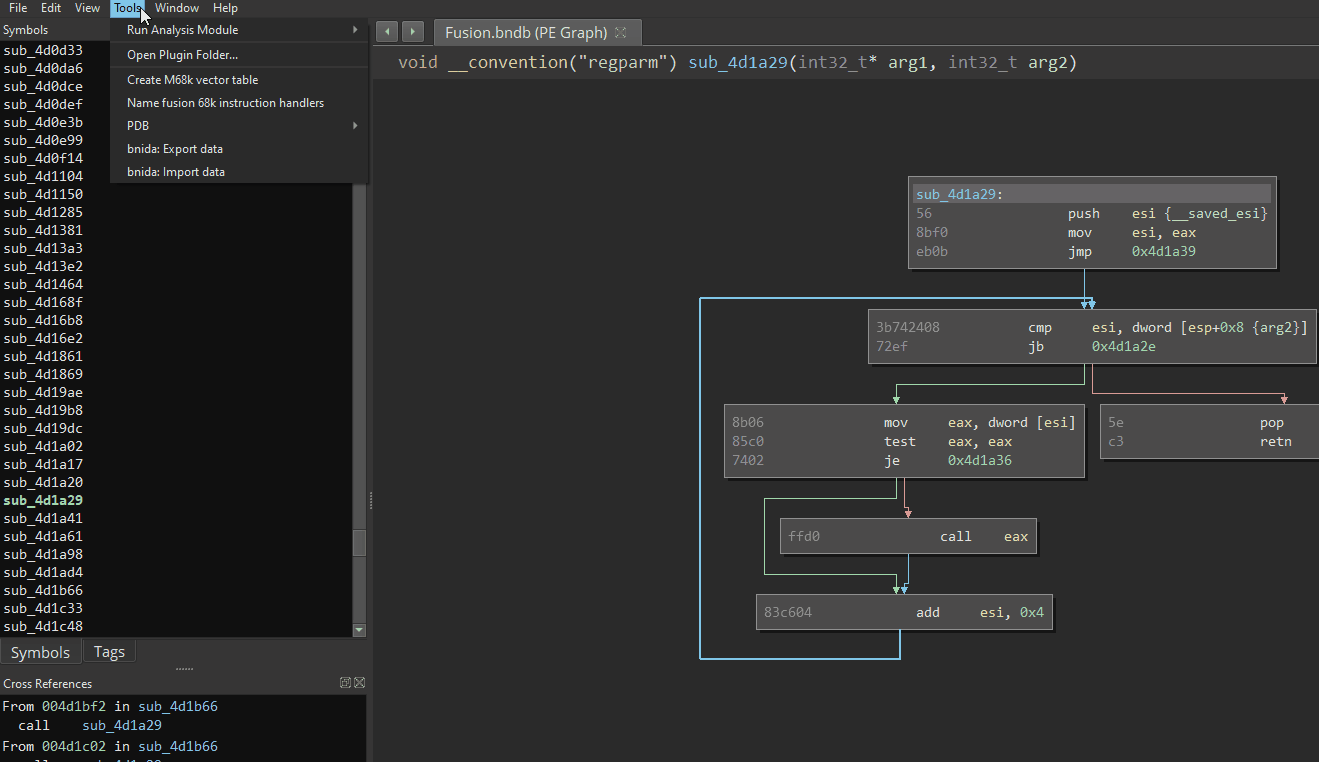 File Edit View Tools Window Help
Symbols
Run Analysis Module
Open Plugin Folder...
Create M68k vector table
Name fusion 68k instruction handlers
PDB
bnida: Export data
bnida: Import data
sub_4d0d33
sub_4d0da6
sub_4d0dce
sub_4d0def
sub_4d0e3b
sub_4d0e99
sub_4d0f14
sub_4d1104
sub_4d1150
sub_4d1285
sub_4d1381
sub_4d13a3
sub_4d13e2
sub_4d1464
sub_4d168f
sub_4d16b8
sub_4d16e2
sub_4d1861
sub_4d1869
sub_4d19ae
sub_4d19b8
sub_4d19dc
sub_4d1a02
sub_4d1a17
sub_4d1a20
sub_4d1a29
sub_4d1a41
sub_4d1a61
sub_4d1a98
sub_4d1ad4
sub_4d1b66
sub_4d1c33
sub_4d1c48
Symbols Tags
Cross References
From 004d1bf2 in sub_4d1b66
call sub_4d1a29
From 004d1c02 in sub_4d1b66
Fusion.bndb (PE Graph)
void __convention("regparm") sub_4d1a29(int32_t* arg1, int32_t arg2)
sub_4d1a29:
56 push esi {__saved_esi}
8bf0 mov esi, eax
eb0b jmp 0x4d1a39
3b742408 cmp esi, dword [esp+0x8 {arg2}]
72ef jb 0x4d1a2e
8b06 mov eax, dword [esi]
85c0 test eax, eax
7402 je 0x4d1a36
5e pop
c3 retn
ffd0 call eax
83c604 add esi, 0x4